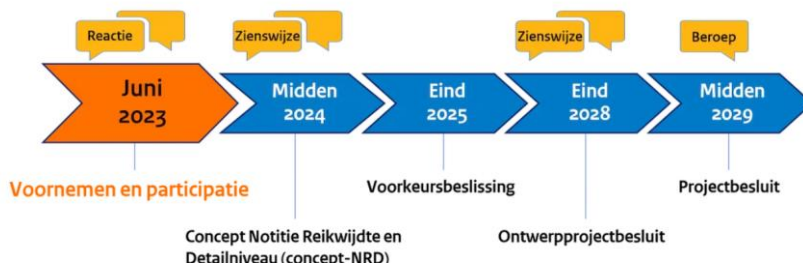 Reactie
Zienswijze
Zienswijze
Beroep
Juni
2023
Midden
2024
Eind
2025
Eind
2028
Midden
2029
Voornemen en participatie
Voorkeursbeslissing
Projectbesluit
Concept Notitie Reikwijdte en
Detailniveau (concept-NRD)
Ontwerpprojectbesluit